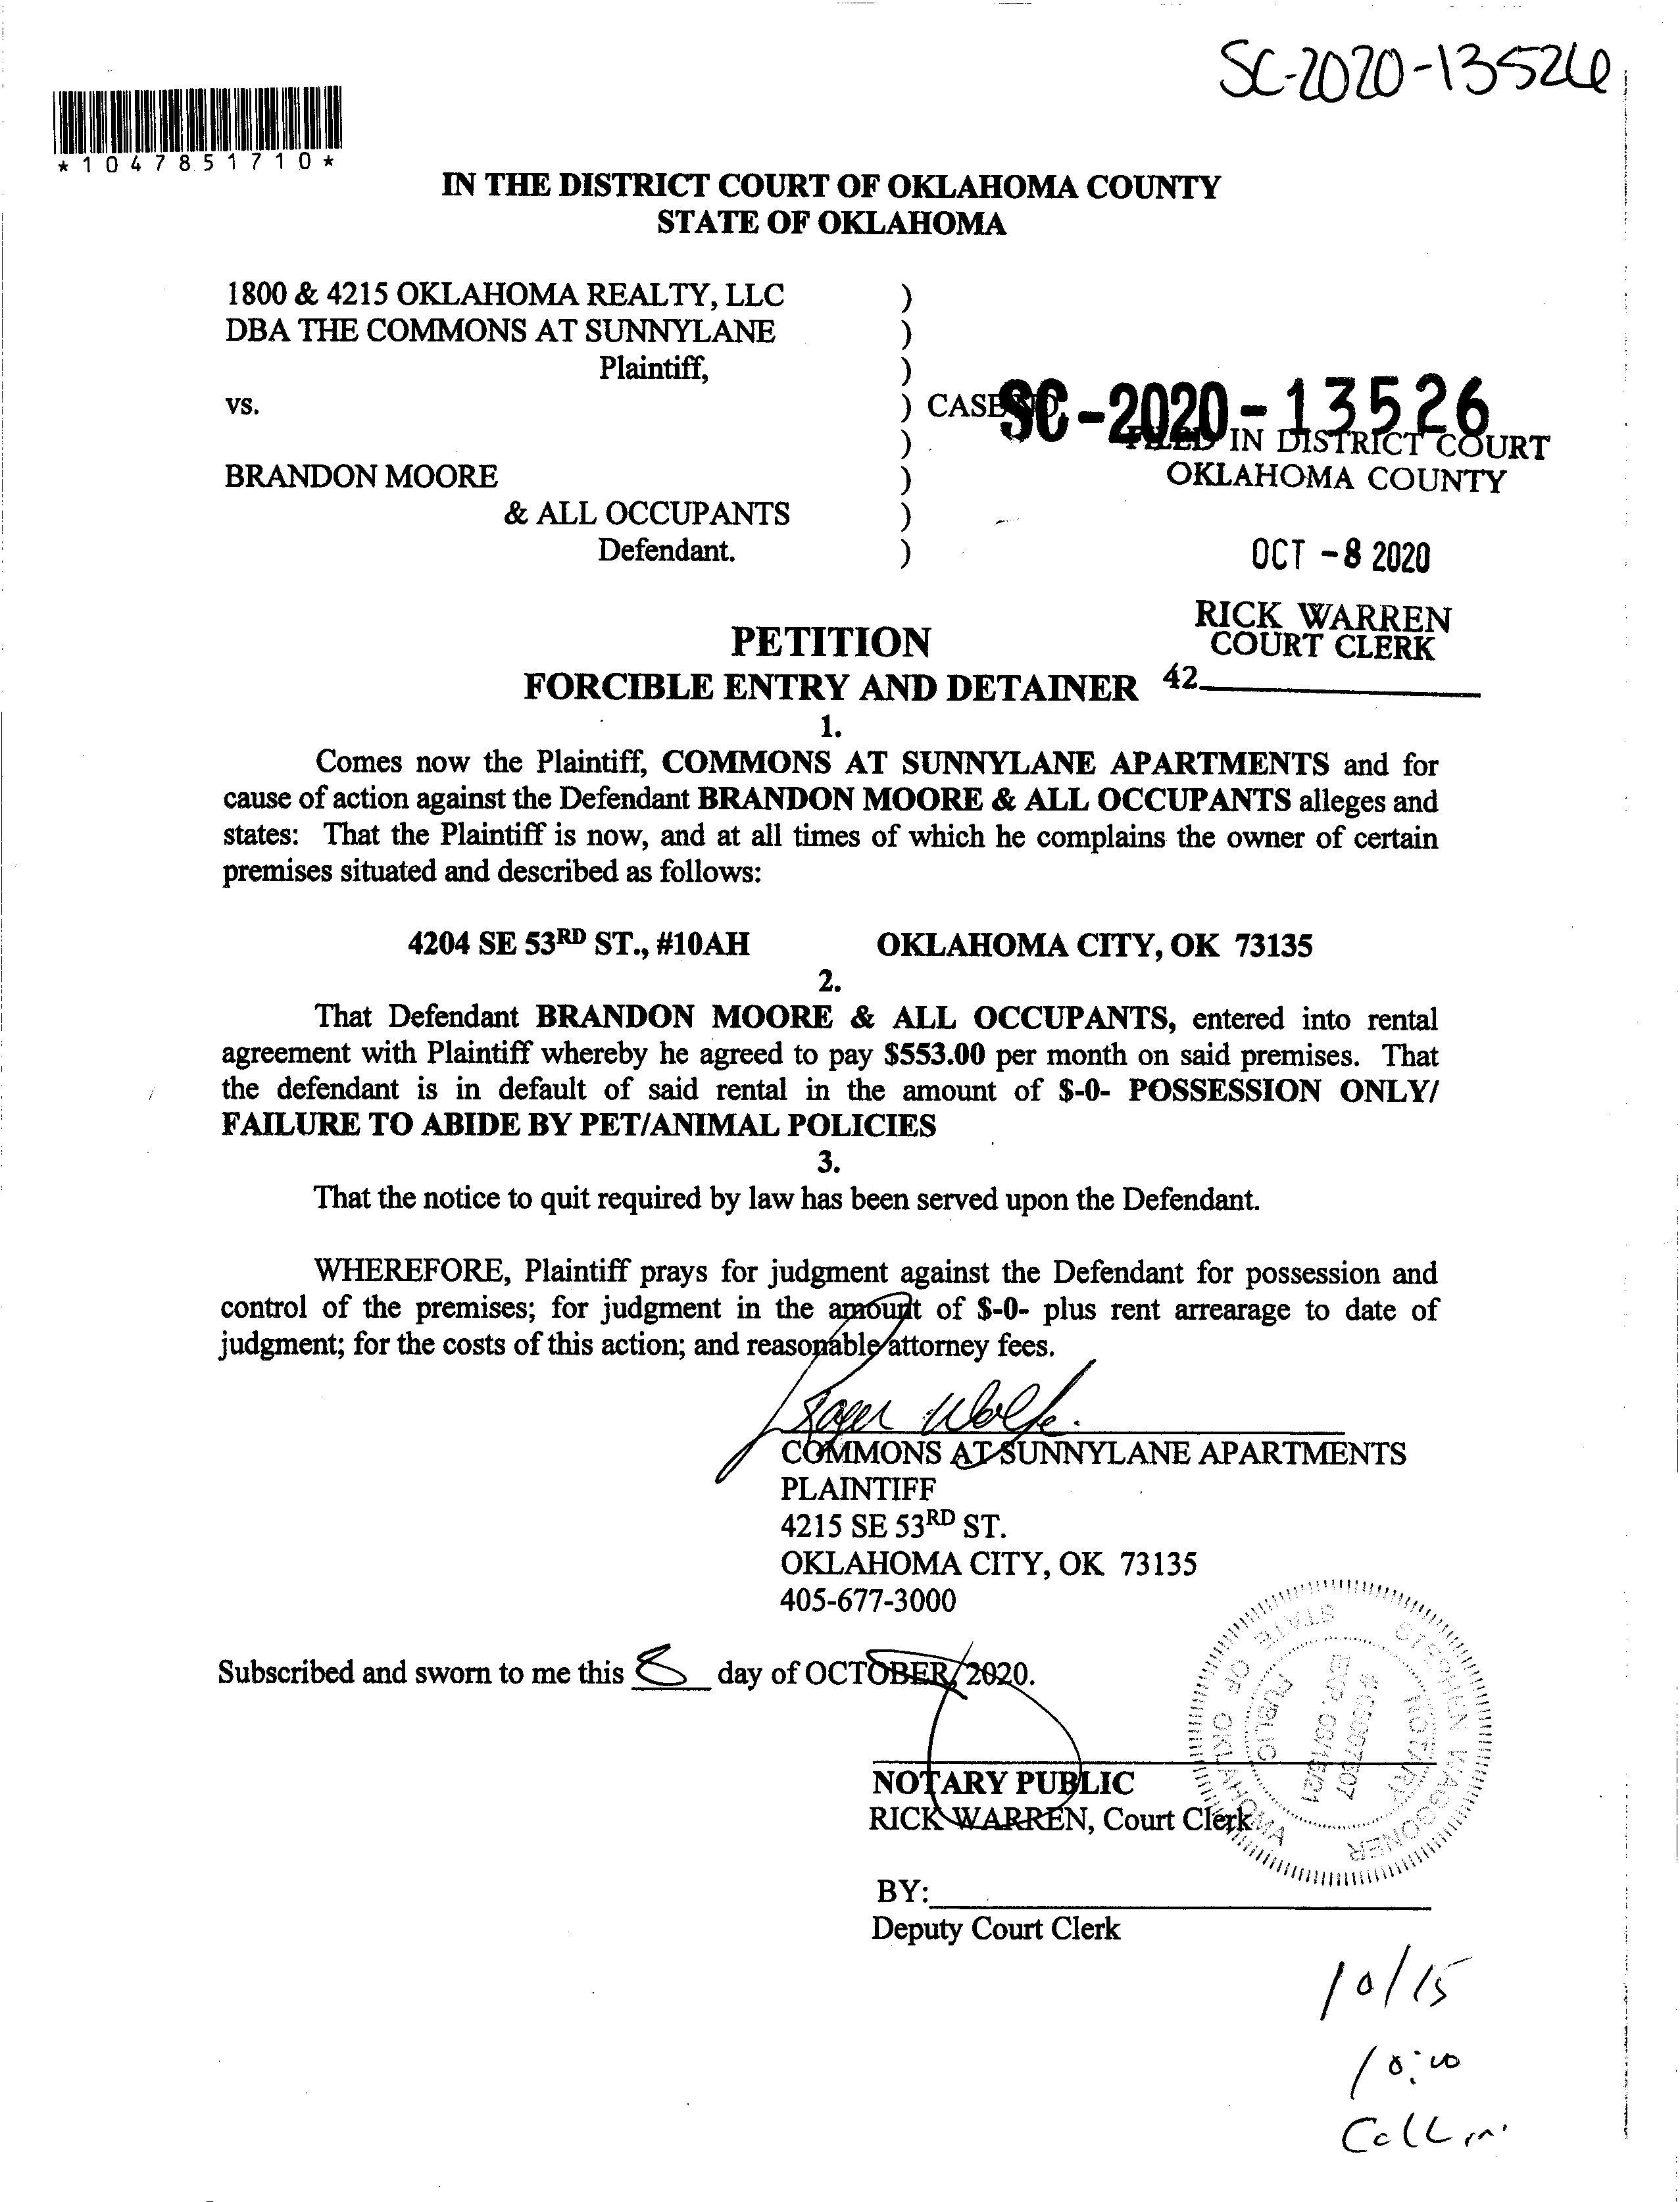 SC-2020-13526
*1047851710*
IN THE DISTRICT COURT OF OKLAHOMA COUNTY
STATE OF OKLAHOMA
1800 & 4215 OKLAHOMA REALTY, LLC )
DBA THE COMMONS AT SUNNYLANE )
Plaintiff, )
vs. ) CASE NO. SC-2020-13526
) FILED IN DISTRICT COURT
BRANDON MOORE ) OKLAHOMA COUNTY
& ALL OCCUPANTS )
Defendant. ) OCT -8 2020
RICK WARREN
PETITION COURT CLERK
FORCIBLE ENTRY AND DETAINER 42
1.
Comes now the Plaintiff, COMMONS AT SUNNYLANE APARTMENTS and for
cause of action against the Defendant BRANDON MOORE & ALL OCCUPANTS alleges and
states: That the Plaintiff is now, and at all times of which he complains the owner of certain
premises situated and described as follows:
4204 SE 53RD ST., #10AH OKLAHOMA CITY, OK 73135
2.
That Defendant BRANDON MOORE & ALL OCCUPANTS, entered into rental
agreement with Plaintiff whereby he agreed to pay $553.00 per month on said premises. That
the defendant is in default of said rental in the amount of $-0- POSSESSION ONLY/
FAILURE TO ABIDE BY PET/ANIMAL POLICIES
3.
That the notice to quit required by law has been served upon the Defendant.
WHEREFORE, Plaintiff prays for judgment against the Defendant for possession and
control of the premises; for judgment in the amount of $-0- plus rent arrearage to date of
judgment; for the costs of this action; and reasonable attorney fees.
Roger Wolfe
COMMONS AT SUNNYLANE APARTMENTS
PLAINTIFF
4215 SE 53RD ST.
OKLAHOMA CITY, OK 73135
405-677-3000
Subscribed and sworn to me this 8 day of OCTOBER, 2020.
STEPHEN WAGGONER
STATE OF OKLAHOMA
NOTARY PUBLIC
EXP.
NOTARY PUBLIC
RICK WARREN, Court Clerk
BY:
Deputy Court Clerk
10/15
10:00